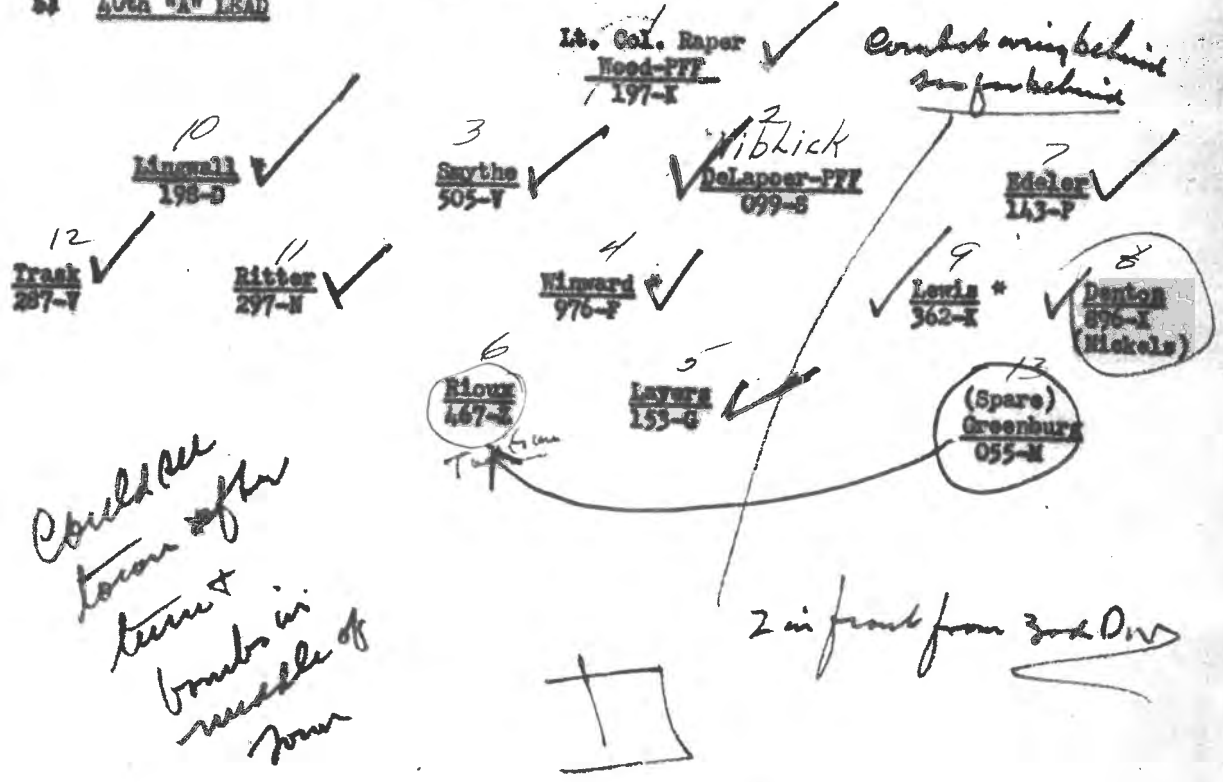 40th "A" LEAD
Lt. Col. Raper
Wood-PFF
197-K
1
Combat wing behind
behind
10
Lingwall *
198-D
3
Smythe
505-V
2
Niblick
DeLapoer-PFF
099-S
7
Edeler
143-P
12
Trask
287-V
11
Ritter
297-N
4
Winward *
976-F
9
Lewis *
362-K
8
Denton
896-X
(Nickels)
6
Rioux
467-Z
5
Layers
153-G
13
(Spare)
Greenburg
055-M
Could see
town after
turn &
bombs in
middle of
town
2 in front from 3rd Div